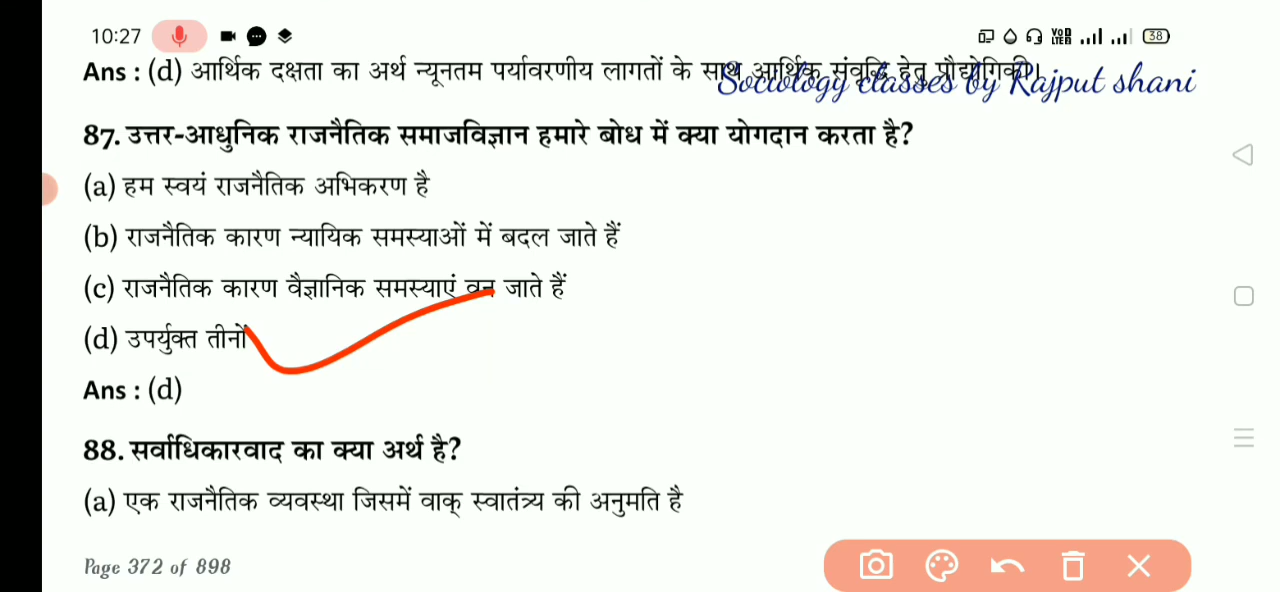 10:27
38
Ans : (d) आर्थिक दक्षता का अर्थ न्यूनतम पर्यावरणीय लागतों के साथ आर्थिक संवृद्धि हेतु प्रौद्योगिकी।
Sociology classes by Rajput shani
87. उत्तर-आधुनिक राजनैतिक समाजविज्ञान हमारे बोध में क्या योगदान करता है?
(a) हम स्वयं राजनैतिक अभिकरण है
(b) राजनैतिक कारण न्यायिक समस्याओं में बदल जाते हैं
(c) राजनैतिक कारण वैज्ञानिक समस्याएं वन जाते हैं
(d) उपर्युक्त तीनों
Ans : (d)
88. सर्वाधिकारवाद का क्या अर्थ है?
(a) एक राजनैतिक व्यवस्था जिसमें वाक् स्वातंत्र्य की अनुमति है
Page 372 of 898